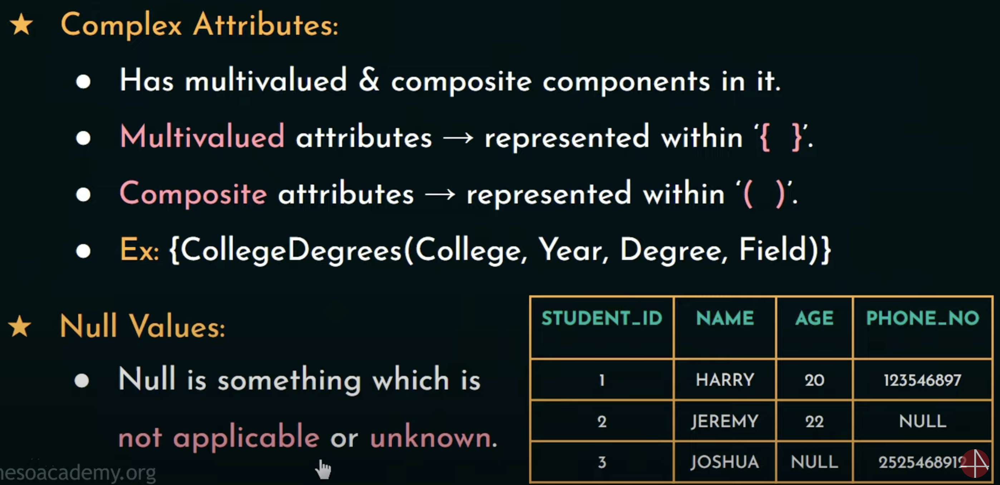 ★ Complex Attributes:
● Has multivalued & composite components in it.
● Multivalued attributes → represented within ‘{ }’.
● Composite attributes → represented within ‘( )’.
● Ex: {CollegeDegrees(College, Year, Degree, Field)}
★ Null Values:
● Null is something which is
not applicable or unknown.
STUDENT_ID NAME AGE PHONE_NO
1 HARRY 20 123546897
2 JEREMY 22 NULL
3 JOSHUA NULL 2525468912
nesoacademy.org